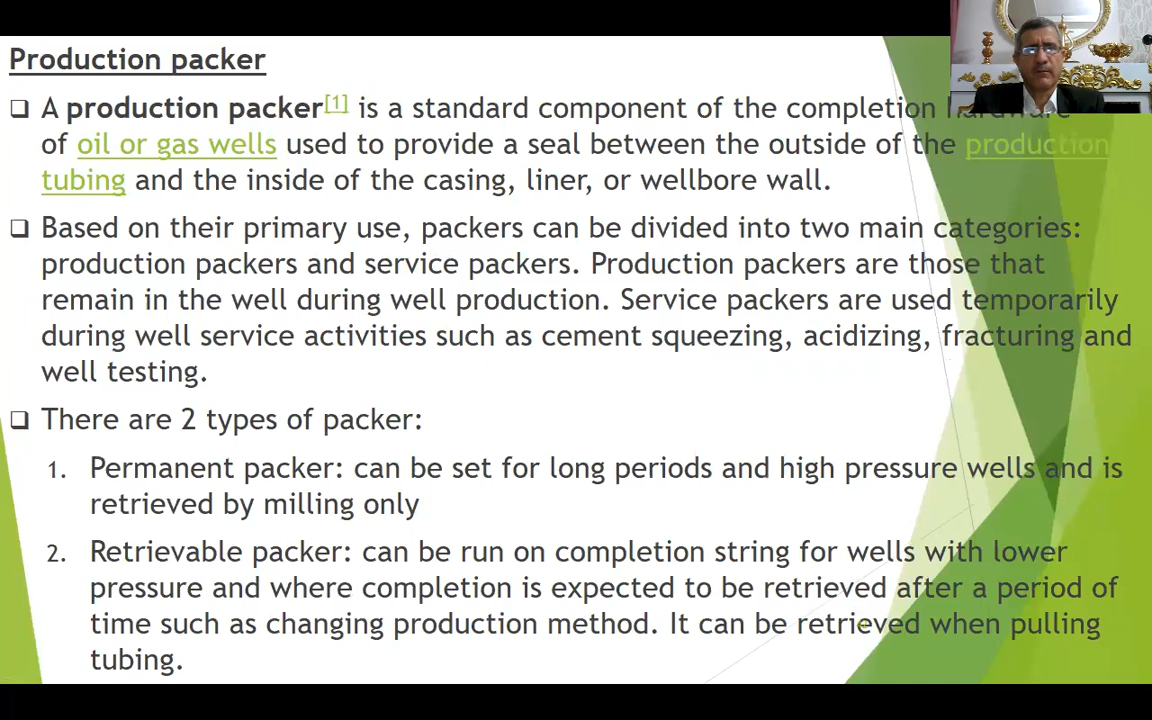 Production packer
❑ A production packer[1] is a standard component of the completion hardware
of oil or gas wells used to provide a seal between the outside of the production
tubing and the inside of the casing, liner, or wellbore wall.
❑ Based on their primary use, packers can be divided into two main categories:
production packers and service packers. Production packers are those that
remain in the well during well production. Service packers are used temporarily
during well service activities such as cement squeezing, acidizing, fracturing and
well testing.
❑ There are 2 types of packer:
1. Permanent packer: can be set for long periods and high pressure wells and is
retrieved by milling only
2. Retrievable packer: can be run on completion string for wells with lower
pressure and where completion is expected to be retrieved after a period of
time such as changing production method. It can be retrieved when pulling
tubing.